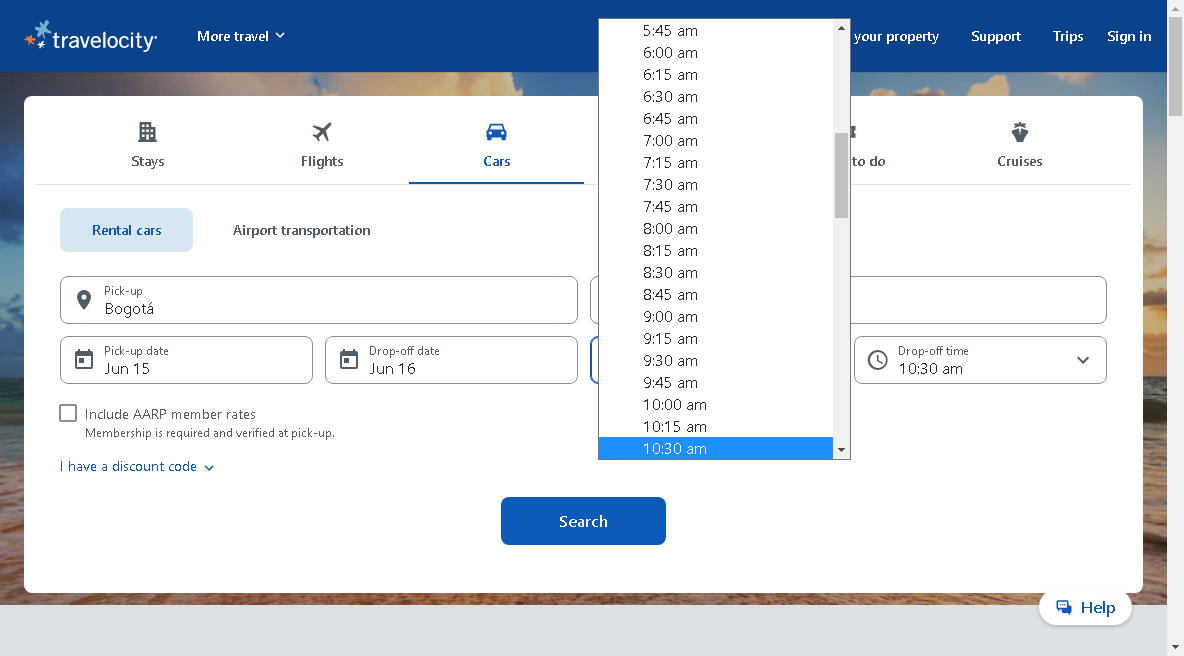 travelocity
More travel
your property
Support
Trips
Sign in
Stays
Flights
Cars
to do
Cruises
Rental cars
Airport transportation
Pick-up
Bogotá
Pick-up date
Jun 15
Drop-off date
Jun 16
Drop-off time
10:30 am
5:45 am
6:00 am
6:15 am
6:30 am
6:45 am
7:00 am
7:15 am
7:30 am
7:45 am
8:00 am
8:15 am
8:30 am
8:45 am
9:00 am
9:15 am
9:30 am
9:45 am
10:00 am
10:15 am
10:30 am
Include AARP member rates
Membership is required and verified at pick-up.
I have a discount code
Search
Help